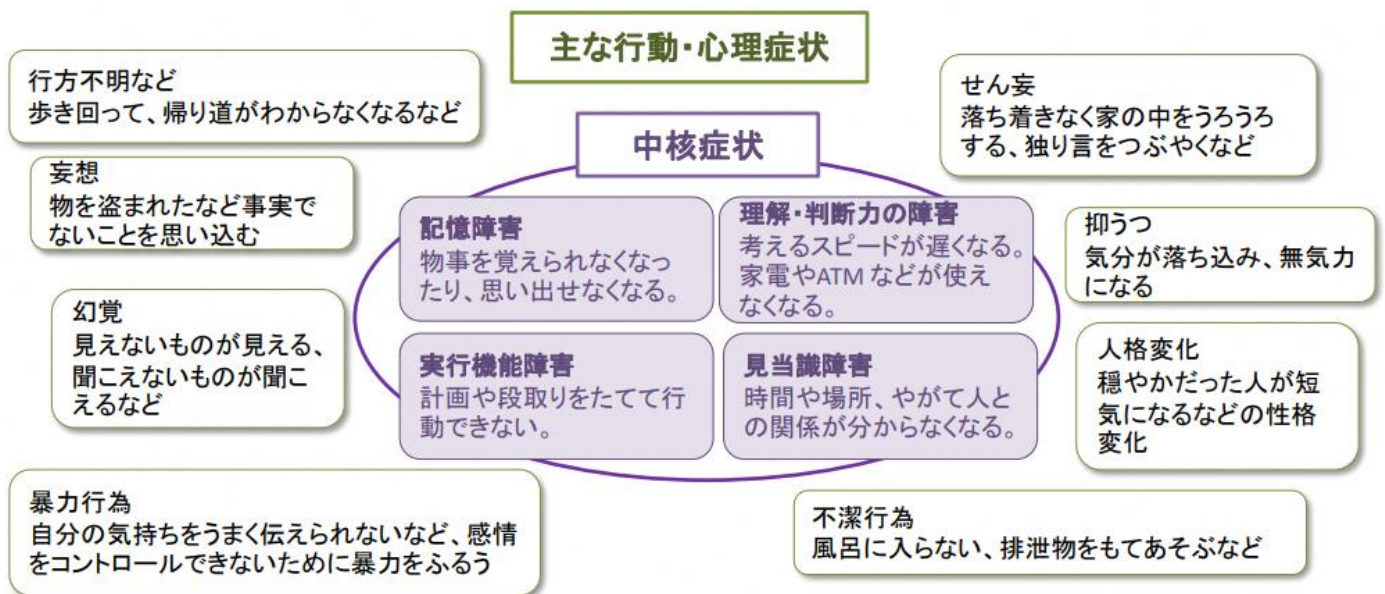 主な行動・心理症状
行方不明など
歩き回って、帰り道がわからなくなるなど
せん妄
落ち着きなく家の中をうろうろ
する、独り言をつぶやくなど
中核症状
妄想
物を盗まれたなど事実で
ないことを思い込む
記憶障害
物事を覚えられなくなっ
たり、思い出せなくなる。
理解・判断力の障害
考えるスピードが遅くなる。
家電やATM などが使え
なくなる。
抑うつ
気分が落ち込み、無気力
になる
幻覚
見えないものが見える、
聞こえないものが聞こ
えるなど
実行機能障害
計画や段取りをたてて行
動できない。
見当識障害
時間や場所、やがて人と
の関係が分からなくなる。
人格変化
穏やかだった人が短
気になるなどの性格
変化
暴力行為
自分の気持ちをうまく伝えられないなど、感情
をコントロールできないために暴力をふるう
不潔行為
風呂に入らない、排泄物をもてあそぶなど